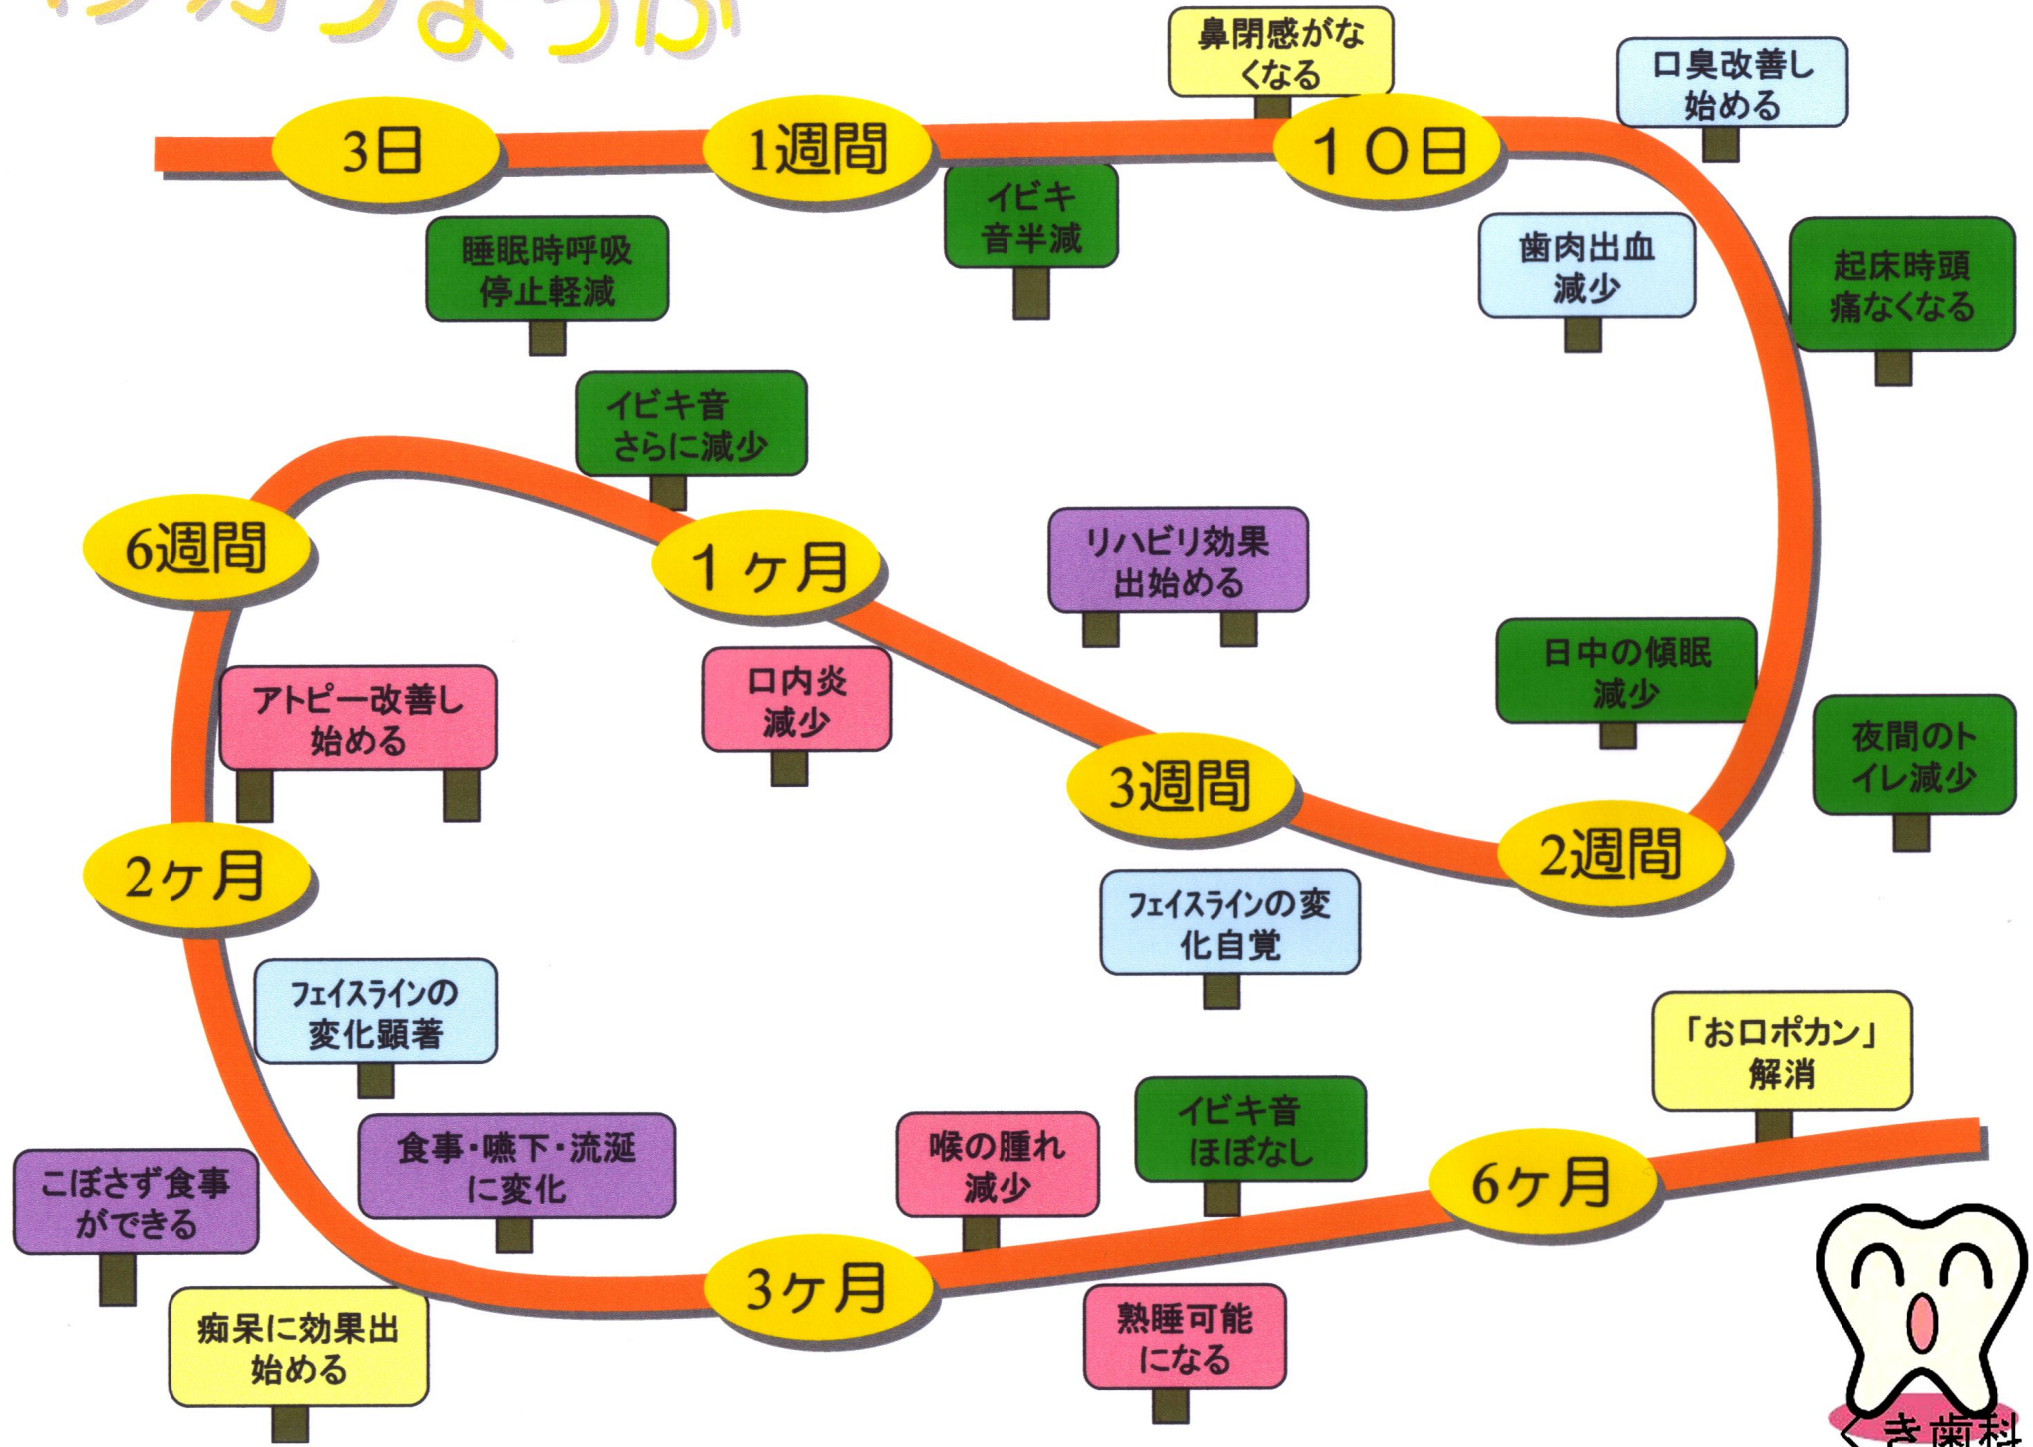 3日
1週間
鼻閉感がな
くなる
10日
口臭改善し
始める
睡眠時呼吸
停止軽減
イビキ
音半減
歯肉出血
減少
起床時頭
痛なくなる
日中の傾眠
減少
夜間のト
イレ減少
2週間
リハビリ効果
出始める
3週間
フェイスラインの変
化自覚
イビキ音
さらに減少
1ヶ月
口内炎
減少
6週間
アトピー改善し
始める
2ヶ月
フェイスラインの
変化顕著
食事・嚥下・流涎
に変化
こぼさず食事
ができる
痴呆に効果出
始める
3ヶ月
喉の腫れ
減少
イビキ音
ほぼなし
熟睡可能
になる
6ヶ月
「お口ポカン」
解消
き歯科